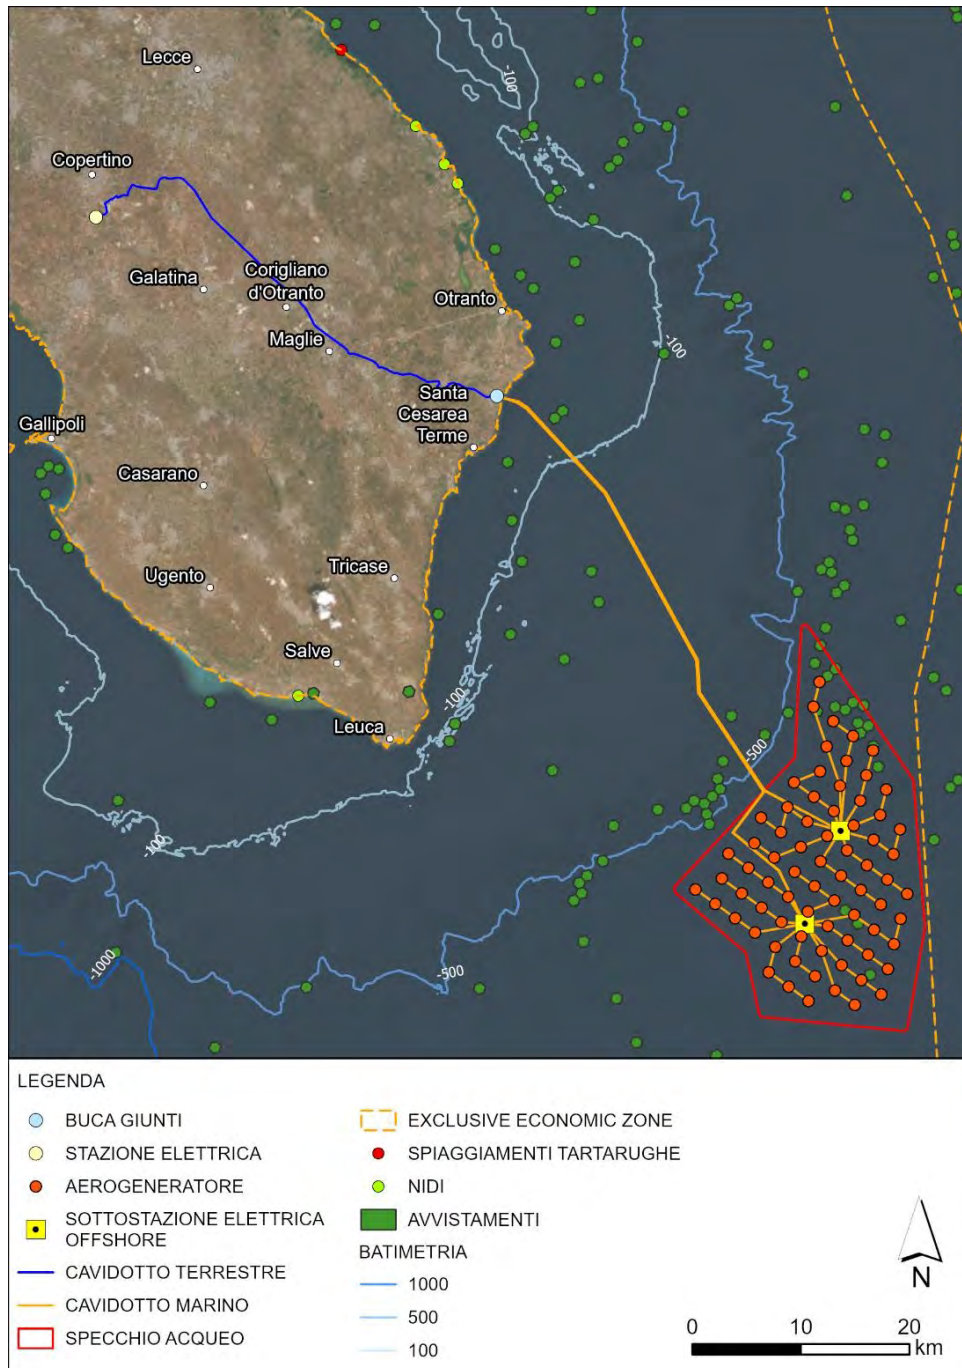 Lecce
-100
Copertino
Galatina
Corigliano
d'Otranto
Otranto
Maglie
-100
Santa
Cesarea
Terme
Gallipoli
Casarano
Ugento
Tricase
Salve
-100
Leuca
-500
-100
-1000
-500
LEGENDA
BUCA GIUNTI
STAZIONE ELETTRICA
AEROGENERATORE
SOTTOSTAZIONE ELETTRICA
OFFSHORE
CAVIDOTTO TERRESTRE
CAVIDOTTO MARINO
SPECCHIO ACQUEO
EXCLUSIVE ECONOMIC ZONE
SPIAGGIAMENTI TARTARUGHE
NIDI
AVVISTAMENTI
BATIMETRIA
1000
500
100
N
0 10 20
km